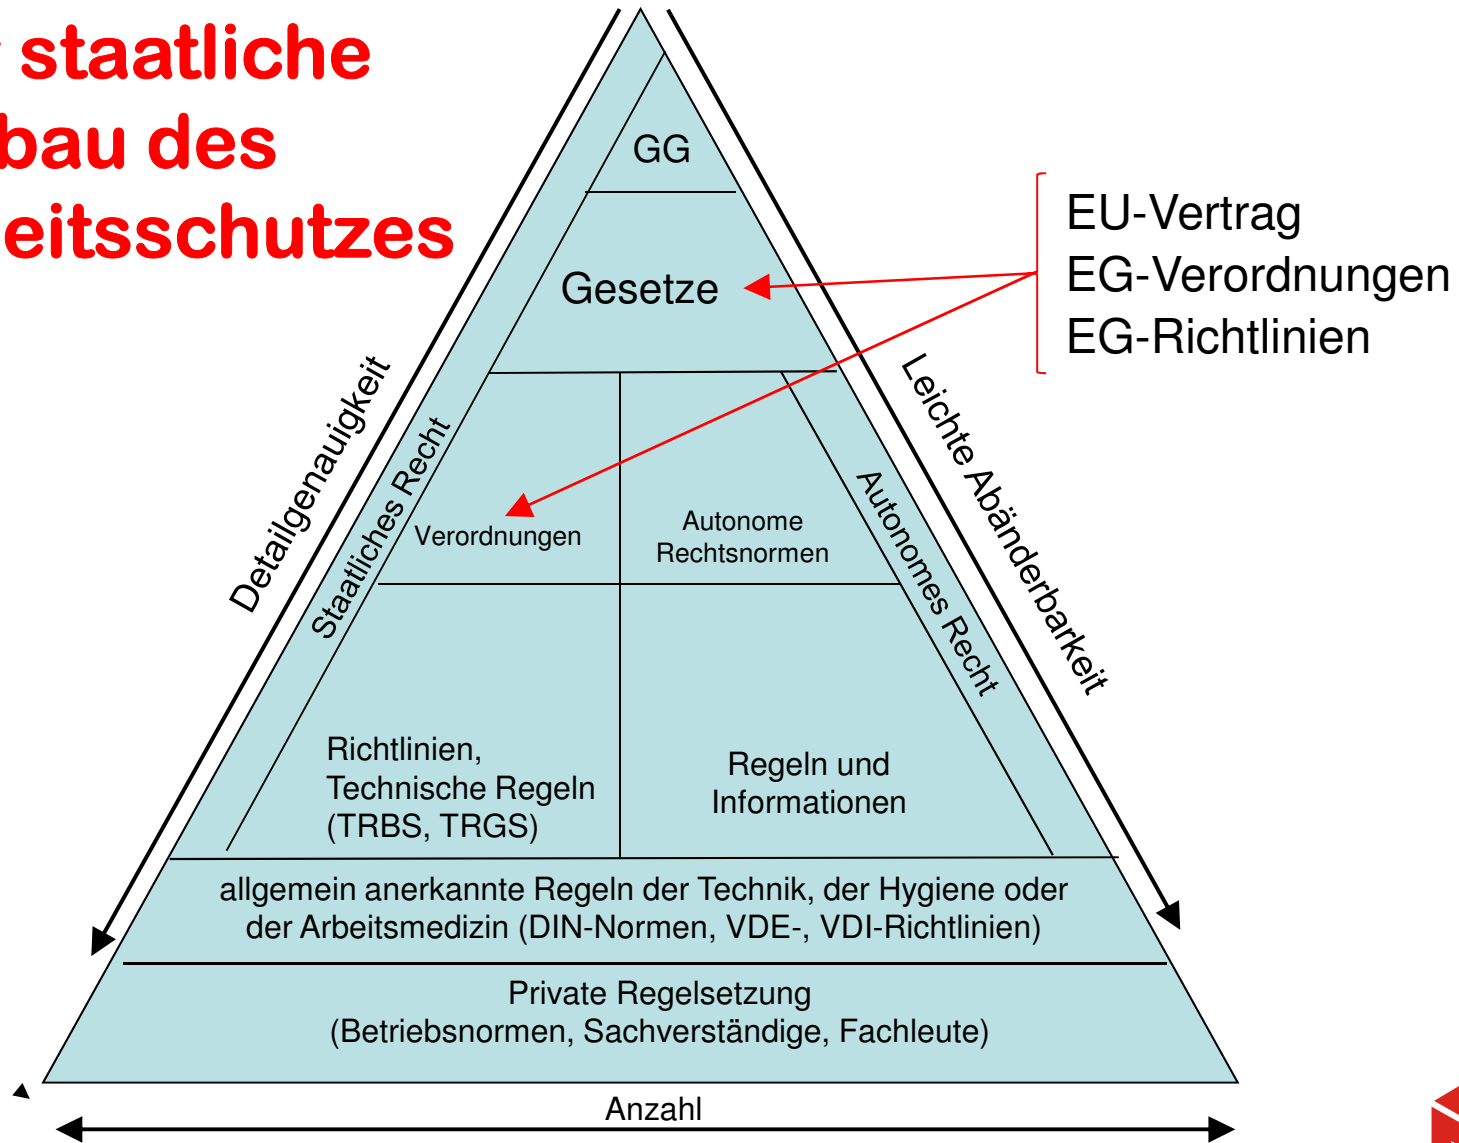 staatliche
bau des
eitsschutzes
GG
EU-Vertrag
EG-Verordnungen
EG-Richtlinien
Gesetze
Detailgenauigkeit
Staatliches Recht
Leichte Abänderbarkeit
Autonomes Recht
Verordnungen
Autonome
Rechtsnormen
Richtlinien,
Technische Regeln
(TRBS, TRGS)
Regeln und
Informationen
allgemein anerkannte Regeln der Technik, der Hygiene oder
der Arbeitsmedizin (DIN-Normen, VDE-, VDI-Richtlinien)
Private Regelsetzung
(Betriebsnormen, Sachverständige, Fachleute)
Anzahl